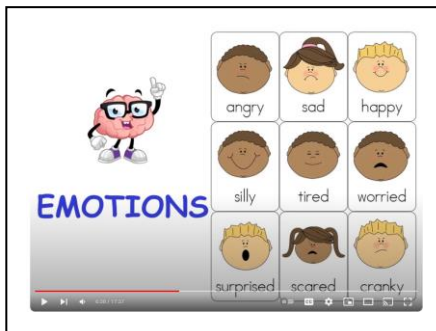 angry sad happy
silly tired worried
EMOTIONS
surprised scared cranky